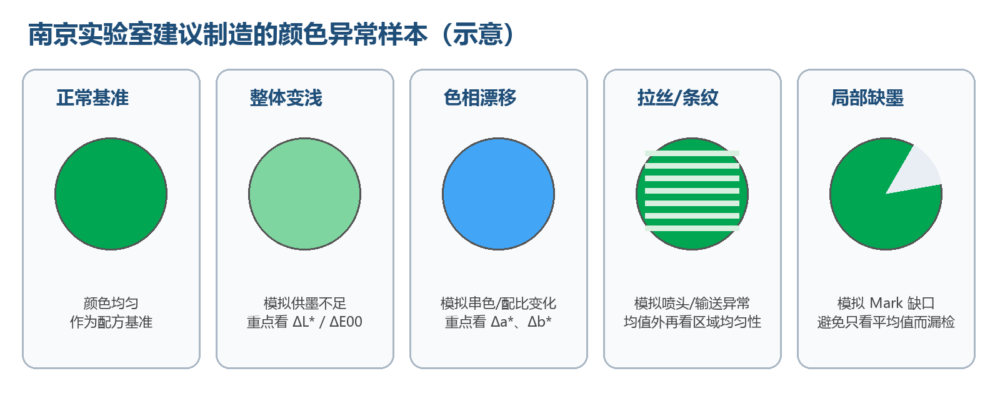 南京实验室建议制造的颜色异常样本（示意）
正常基准
颜色均匀
作为配方基准
整体变浅
模拟供墨不足
重点看 ΔL* / ΔE00
色相漂移
模拟串色/配比变化
重点看 Δa*、Δb*
拉丝/条纹
模拟喷头/输送异常
均值外再看区域均匀性
局部缺墨
模拟 Mark 缺口
避免只看平均值而漏检